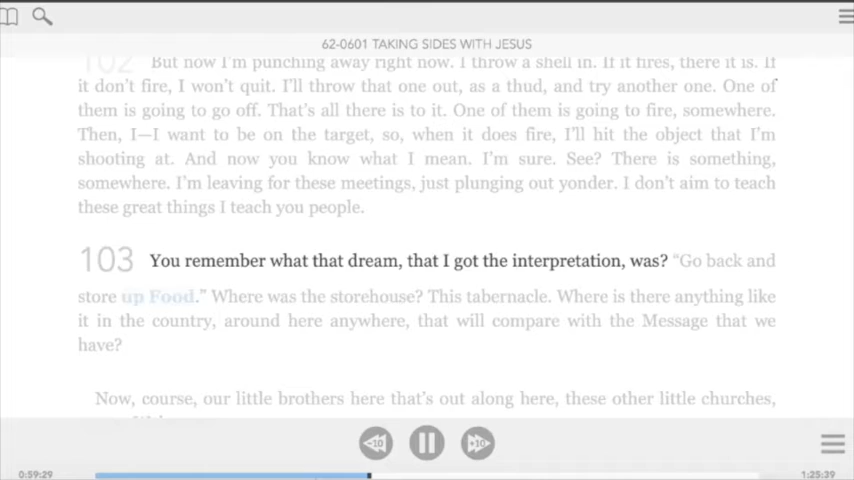 62-0601 TAKING SIDES WITH JESUS
102 But now I'm punching away right now. I throw a shell in. If it fires, there it is. If
it don't fire, I won't quit. I'll throw that one out, as a thud, and try another one. One of
them is going to go off. That's all there is to it. One of them is going to fire, somewhere.
Then, I—I want to be on the target, so, when it does fire, I'll hit the object that I'm
shooting at. And now you know what I mean. I'm sure. See? There is something,
somewhere. I'm leaving for these meetings, just plunging out yonder. I don't aim to teach
these great things I teach you people.
103 You remember what that dream, that I got the interpretation, was? “Go back and
store up Food.” Where was the storehouse? This tabernacle. Where is there anything like
it in the country, around here anywhere, that will compare with the Message that we
have?
Now, course, our little brothers here that's out along here, these other little churches,
-10
+10
0:59:29
1:25:39